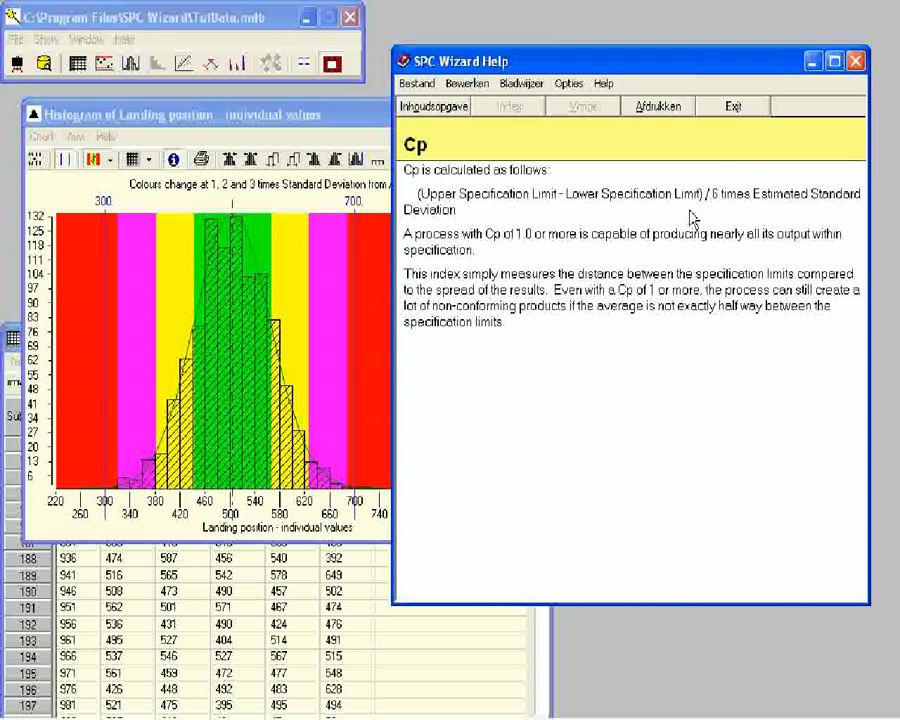 C:\Program Files\SPC Wizard\TutData.mdb
File Show Window Help
Histogram of Landing position - individual values
Chart View Help
Colours change at 1, 2 and 3 times Standard Deviation from
300 700
132
125
118
111
104
97
90
83
76
69
62
55
48
41
34
27
20
13
6
220 300 380 460 540 620 700
260 340 420 500 580 660 740
Landing position - individual values
SPC Wizard Help
Bestand Bewerken Bladwijzer Opties Help
Inhoudsopgave Index Vorige Afdrukken Exit
Cp
Cp is calculated as follows:
(Upper Specification Limit - Lower Specification Limit) / 6 times Estimated Standard
Deviation
A process with Cp of 1.0 or more is capable of producing nearly all its output within
specification.
This index simply measures the distance between the specification limits compared
to the spread of the results. Even with a Cp of 1 or more, the process can still create a
lot of non-conforming products if the average is not exactly half way between the
specification limits.
188 936 474 587 456 540 392
189 941 516 565 542 578 649
190 946 508 473 490 457 502
191 951 562 501 571 467 474
192 956 536 431 490 424 476
193 961 495 527 404 514 491
194 966 537 546 527 567 515
195 971 561 459 472 477 548
196 976 426 448 492 483 628
197 981 521 475 395 495 494